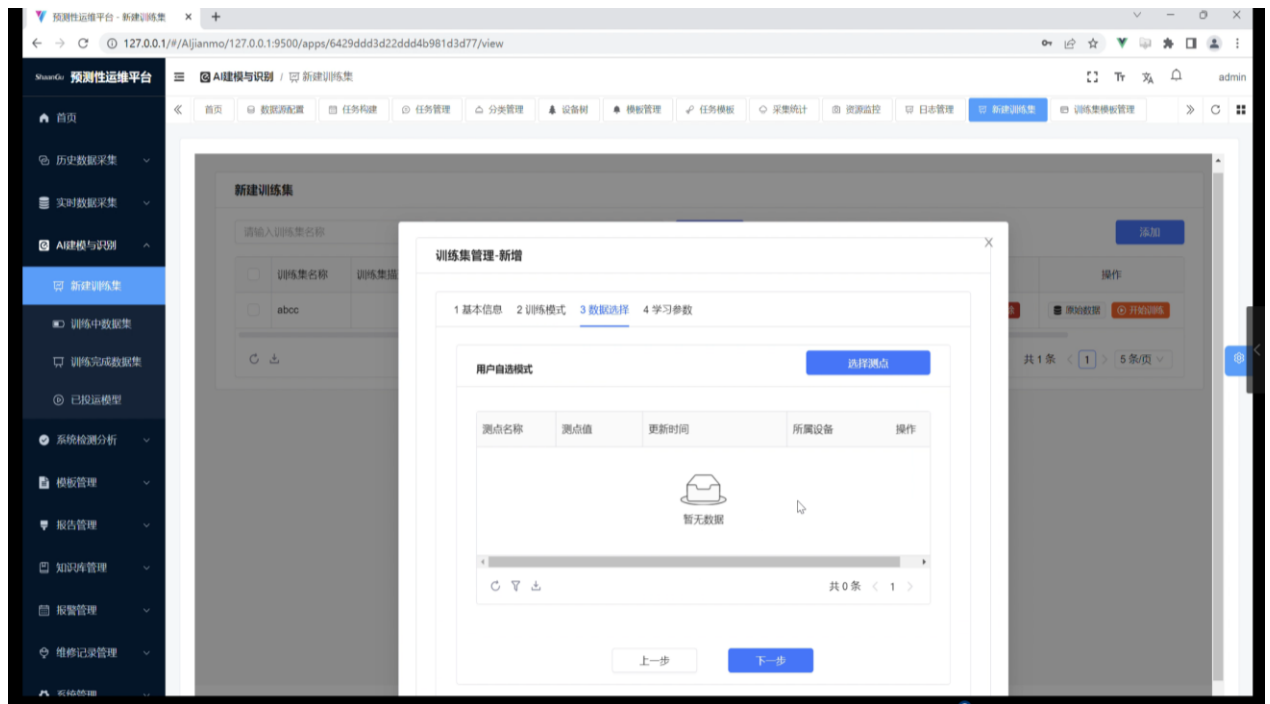 预测性运维平台 - 新建训练集
127.0.0.1/#/AIjianmo/127.0.0.1:9500/apps/6429ddd3d22ddd4b981d3d77/view
ShanGu 预测性运维平台
AI建模与识别 / 新建训练集
admin
首页 数据源配置 任务构建 任务管理 分类管理 设备树 模板管理 任务模板 采集统计 资源监控 日志管理 新建训练集 训练集模板管理
首页
历史数据采集
实时数据采集
AI建模与识别
新建训练集
训练中数据集
训练完成数据集
已投运模型
系统检测分析
模板管理
报告管理
知识库管理
报警管理
维修记录管理
系统管理
新建训练集
请输入训练集名称
添加
训练集名称 训练集描
操作
abcc
原始数据 开始训练
共 1 条 1 5 条/页
训练集管理-新增
1 基本信息 2 训练模式 3 数据选择 4 学习参数
用户自选模式
选择测点
测点名称 测点值 更新时间 所属设备 操作
暂无数据
共 0 条 1
上一步 下一步